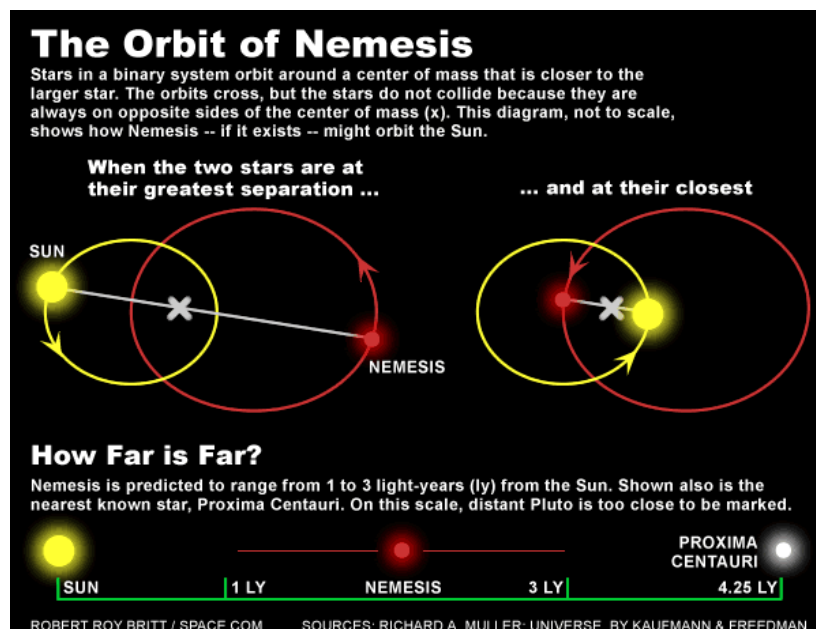 The Orbit of Nemesis
Stars in a binary system orbit around a center of mass that is closer to the
larger star. The orbits cross, but the stars do not collide because they are
always on opposite sides of the center of mass (x). This diagram, not to scale,
shows how Nemesis -- if it exists -- might orbit the Sun.
When the two stars are at
their greatest separation ...
... and at their closest
SUN
NEMESIS
How Far is Far?
Nemesis is predicted to range from 1 to 3 light-years (ly) from the Sun. Shown also is the
nearest known star, Proxima Centauri. On this scale, distant Pluto is too close to be marked.
PROXIMA
CENTAURI
SUN
1 LY
NEMESIS
3 LY
4.25 LY
ROBERT ROY BRITT / SPACE.COM
SOURCES: RICHARD A. MULLER; UNIVERSE, BY KAUFMANN & FREEDMAN